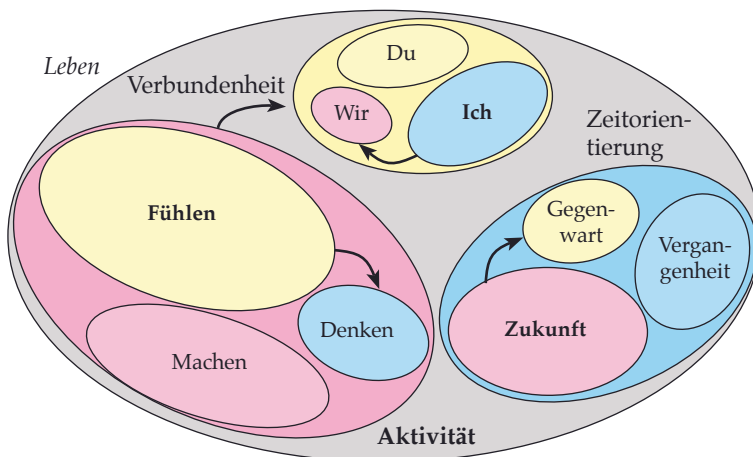 Leben
Verbundenheit
Du
Wir
Ich
Zeitorien-
tierung
Fühlen
Gegen-
wart
Vergan-
genheit
Denken
Zukunft
Machen
Aktivität